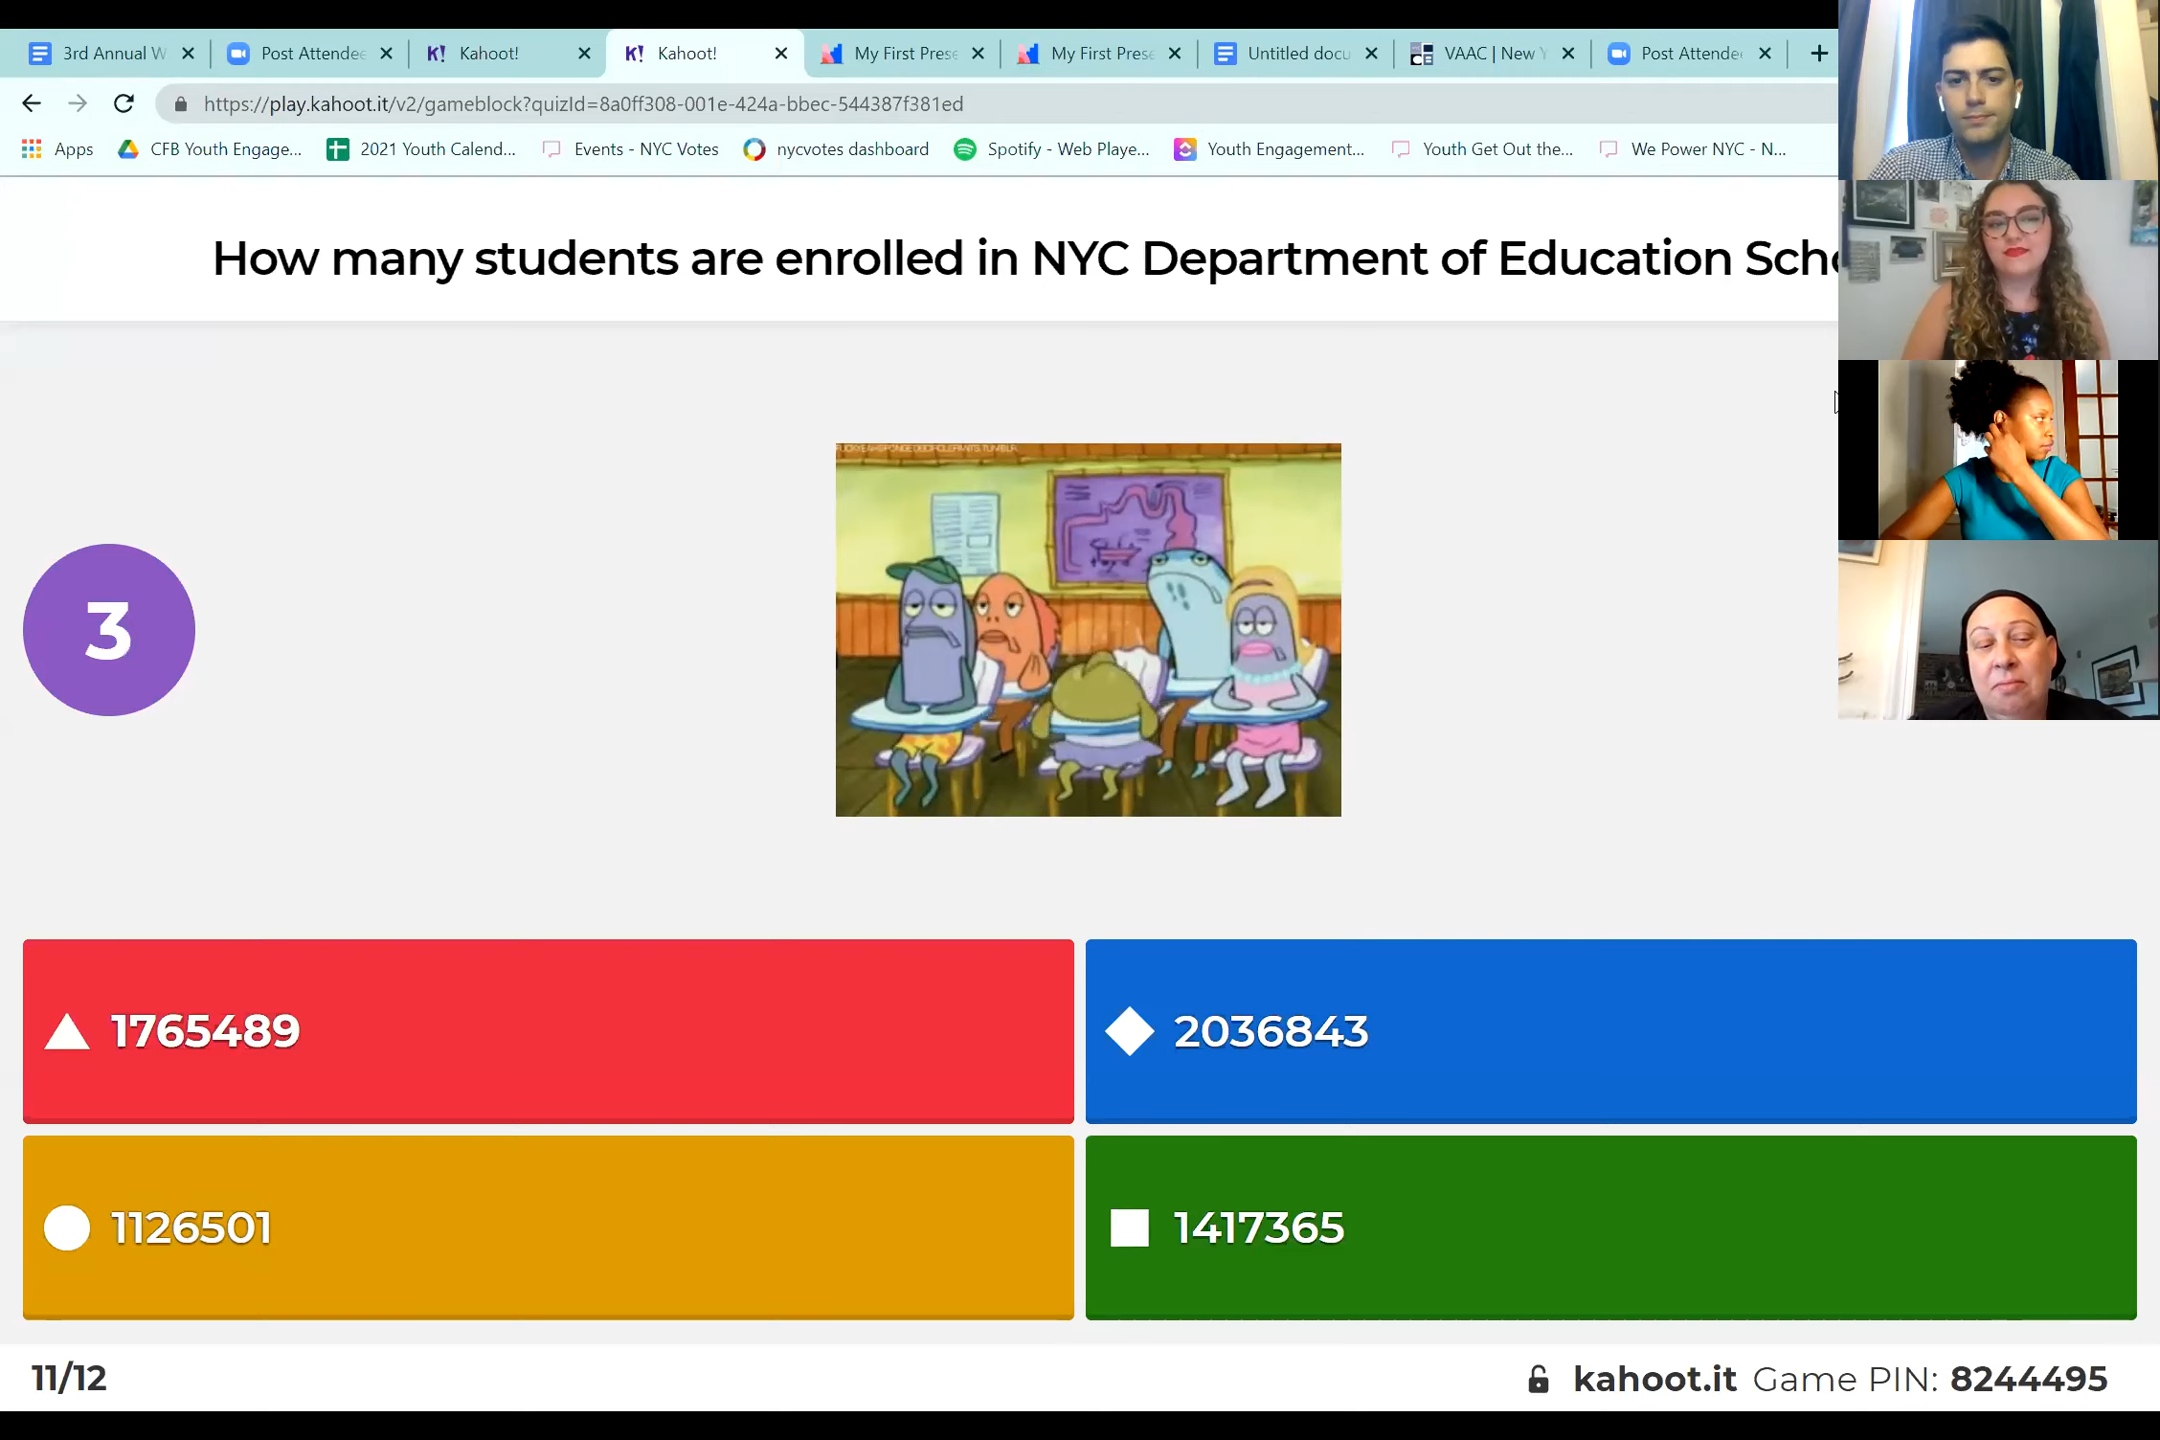 3rd Annual W
Post Attendee
Kahoot!
Kahoot!
My First Prese
My First Prese
Untitled docu
VAAC | New Y
Post Attendee
https://play.kahoot.it/v2/gameblock?quizId=8a0ff308-001e-424a-bbec-544387f381ed
Apps
CFB Youth Engage...
2021 Youth Calend...
Events - NYC Votes
nycvotes dashboard
Spotify - Web Playe...
Youth Engagement...
Youth Get Out the...
We Power NYC - N...
How many students are enrolled in NYC Department of Education Scho
3
1765489
2036843
1126501
1417365
11/12
kahoot.it Game PIN: 8244495